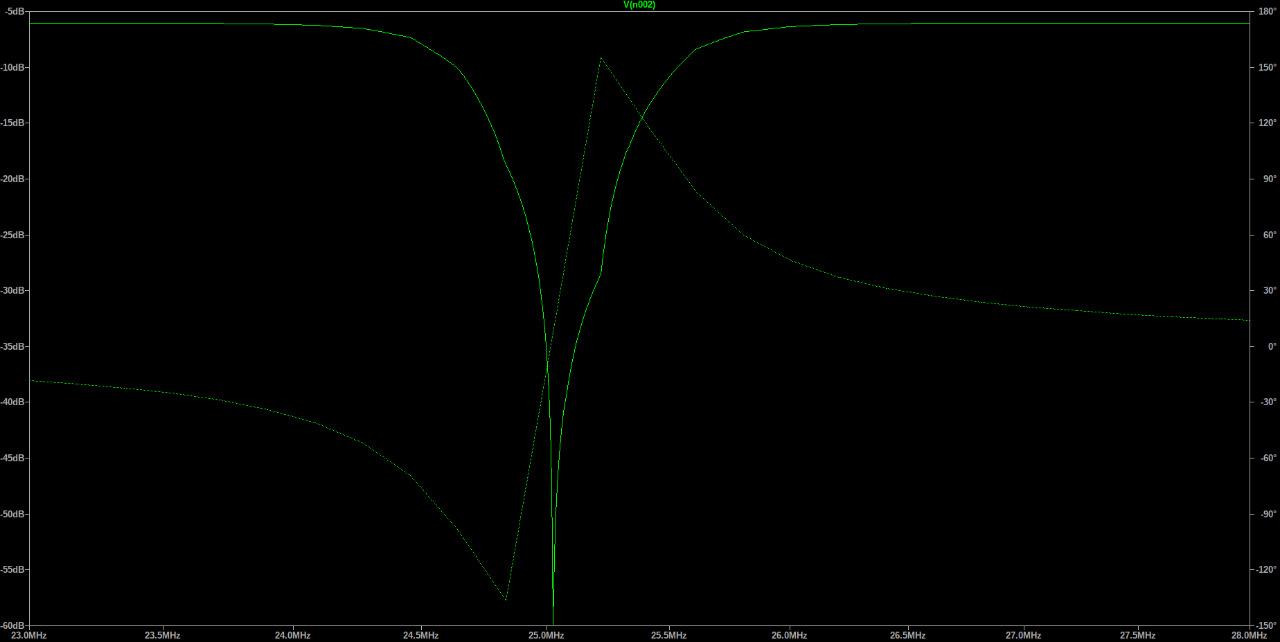 V(n002)
-5dB
-10dB
-15dB
-20dB
-25dB
-30dB
-35dB
-40dB
-45dB
-50dB
-55dB
-60dB
180°
150°
120°
90°
60°
30°
0°
-30°
-60°
-90°
-120°
-150°
23.0MHz 23.5MHz 24.0MHz 24.5MHz 25.0MHz 25.5MHz 26.0MHz 26.5MHz 27.0MHz 27.5MHz 28.0MHz